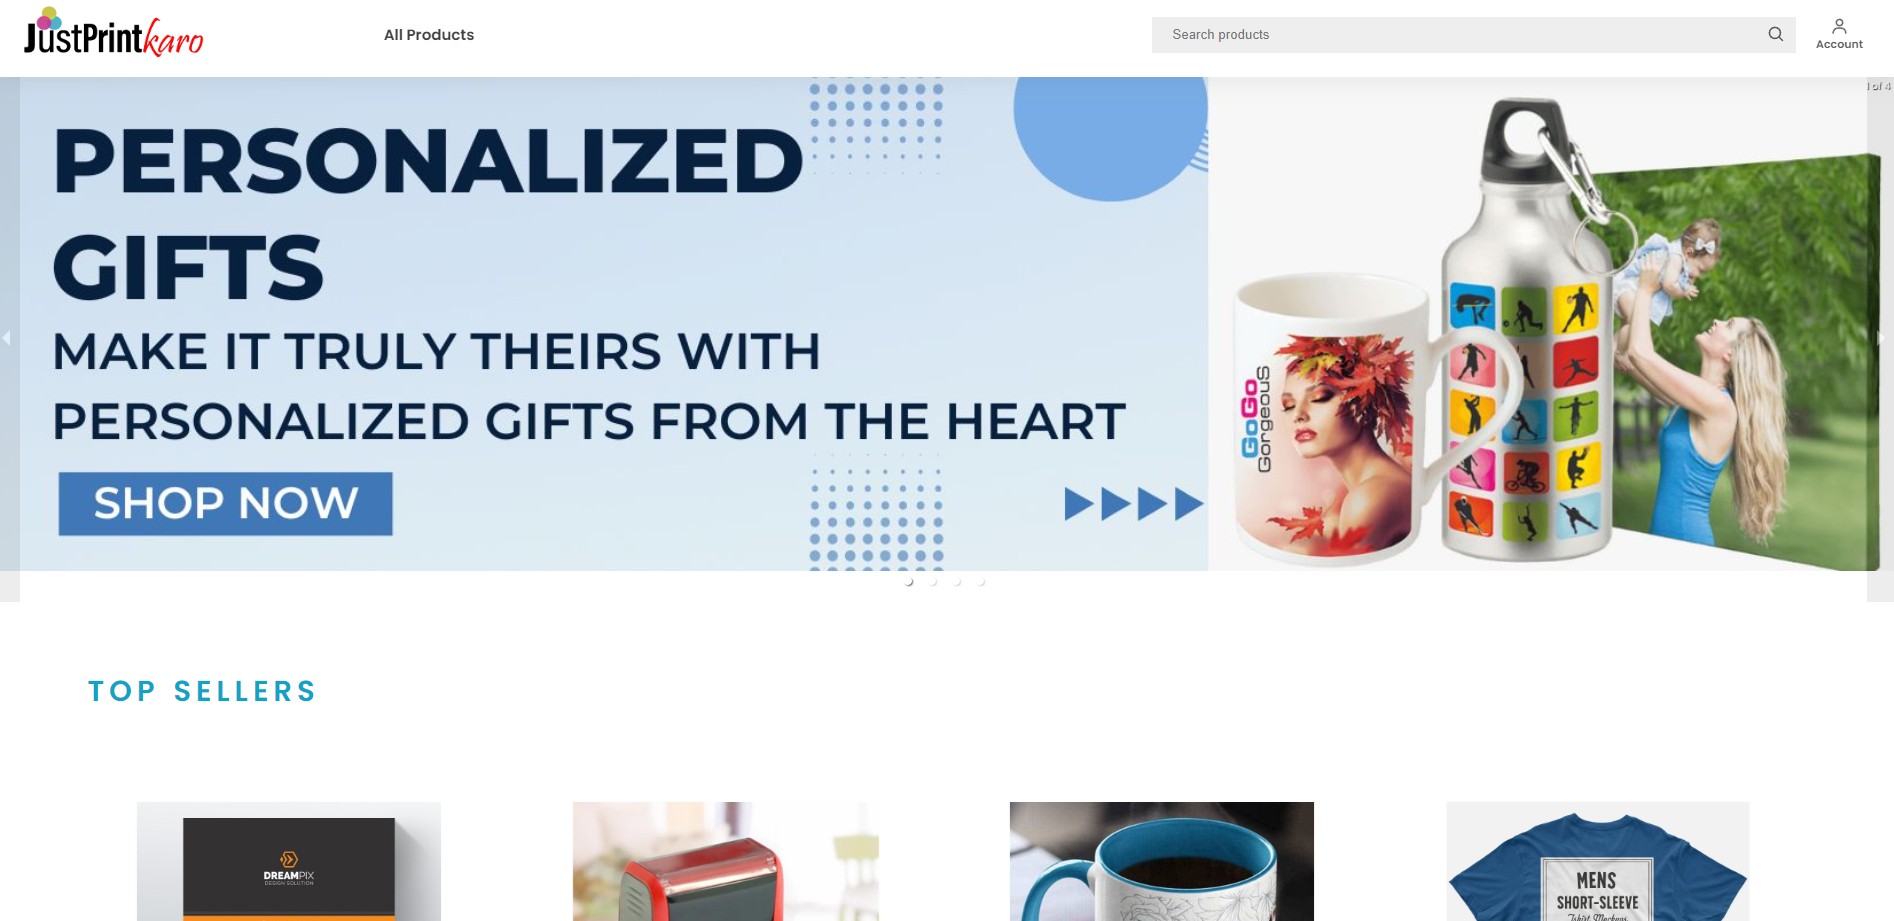 JustPrintkaro
All Products
Search products
Account
1 of 4
PERSONALIZED
GIFTS
MAKE IT TRULY THEIRS WITH
PERSONALIZED GIFTS FROM THE HEART
SHOP NOW
GoGo
Gorgeous
TOP SELLERS
DREAMPIX
DESIGN SOLUTION
MENS
SHORT-SLEEVE
Tshirt Mockups